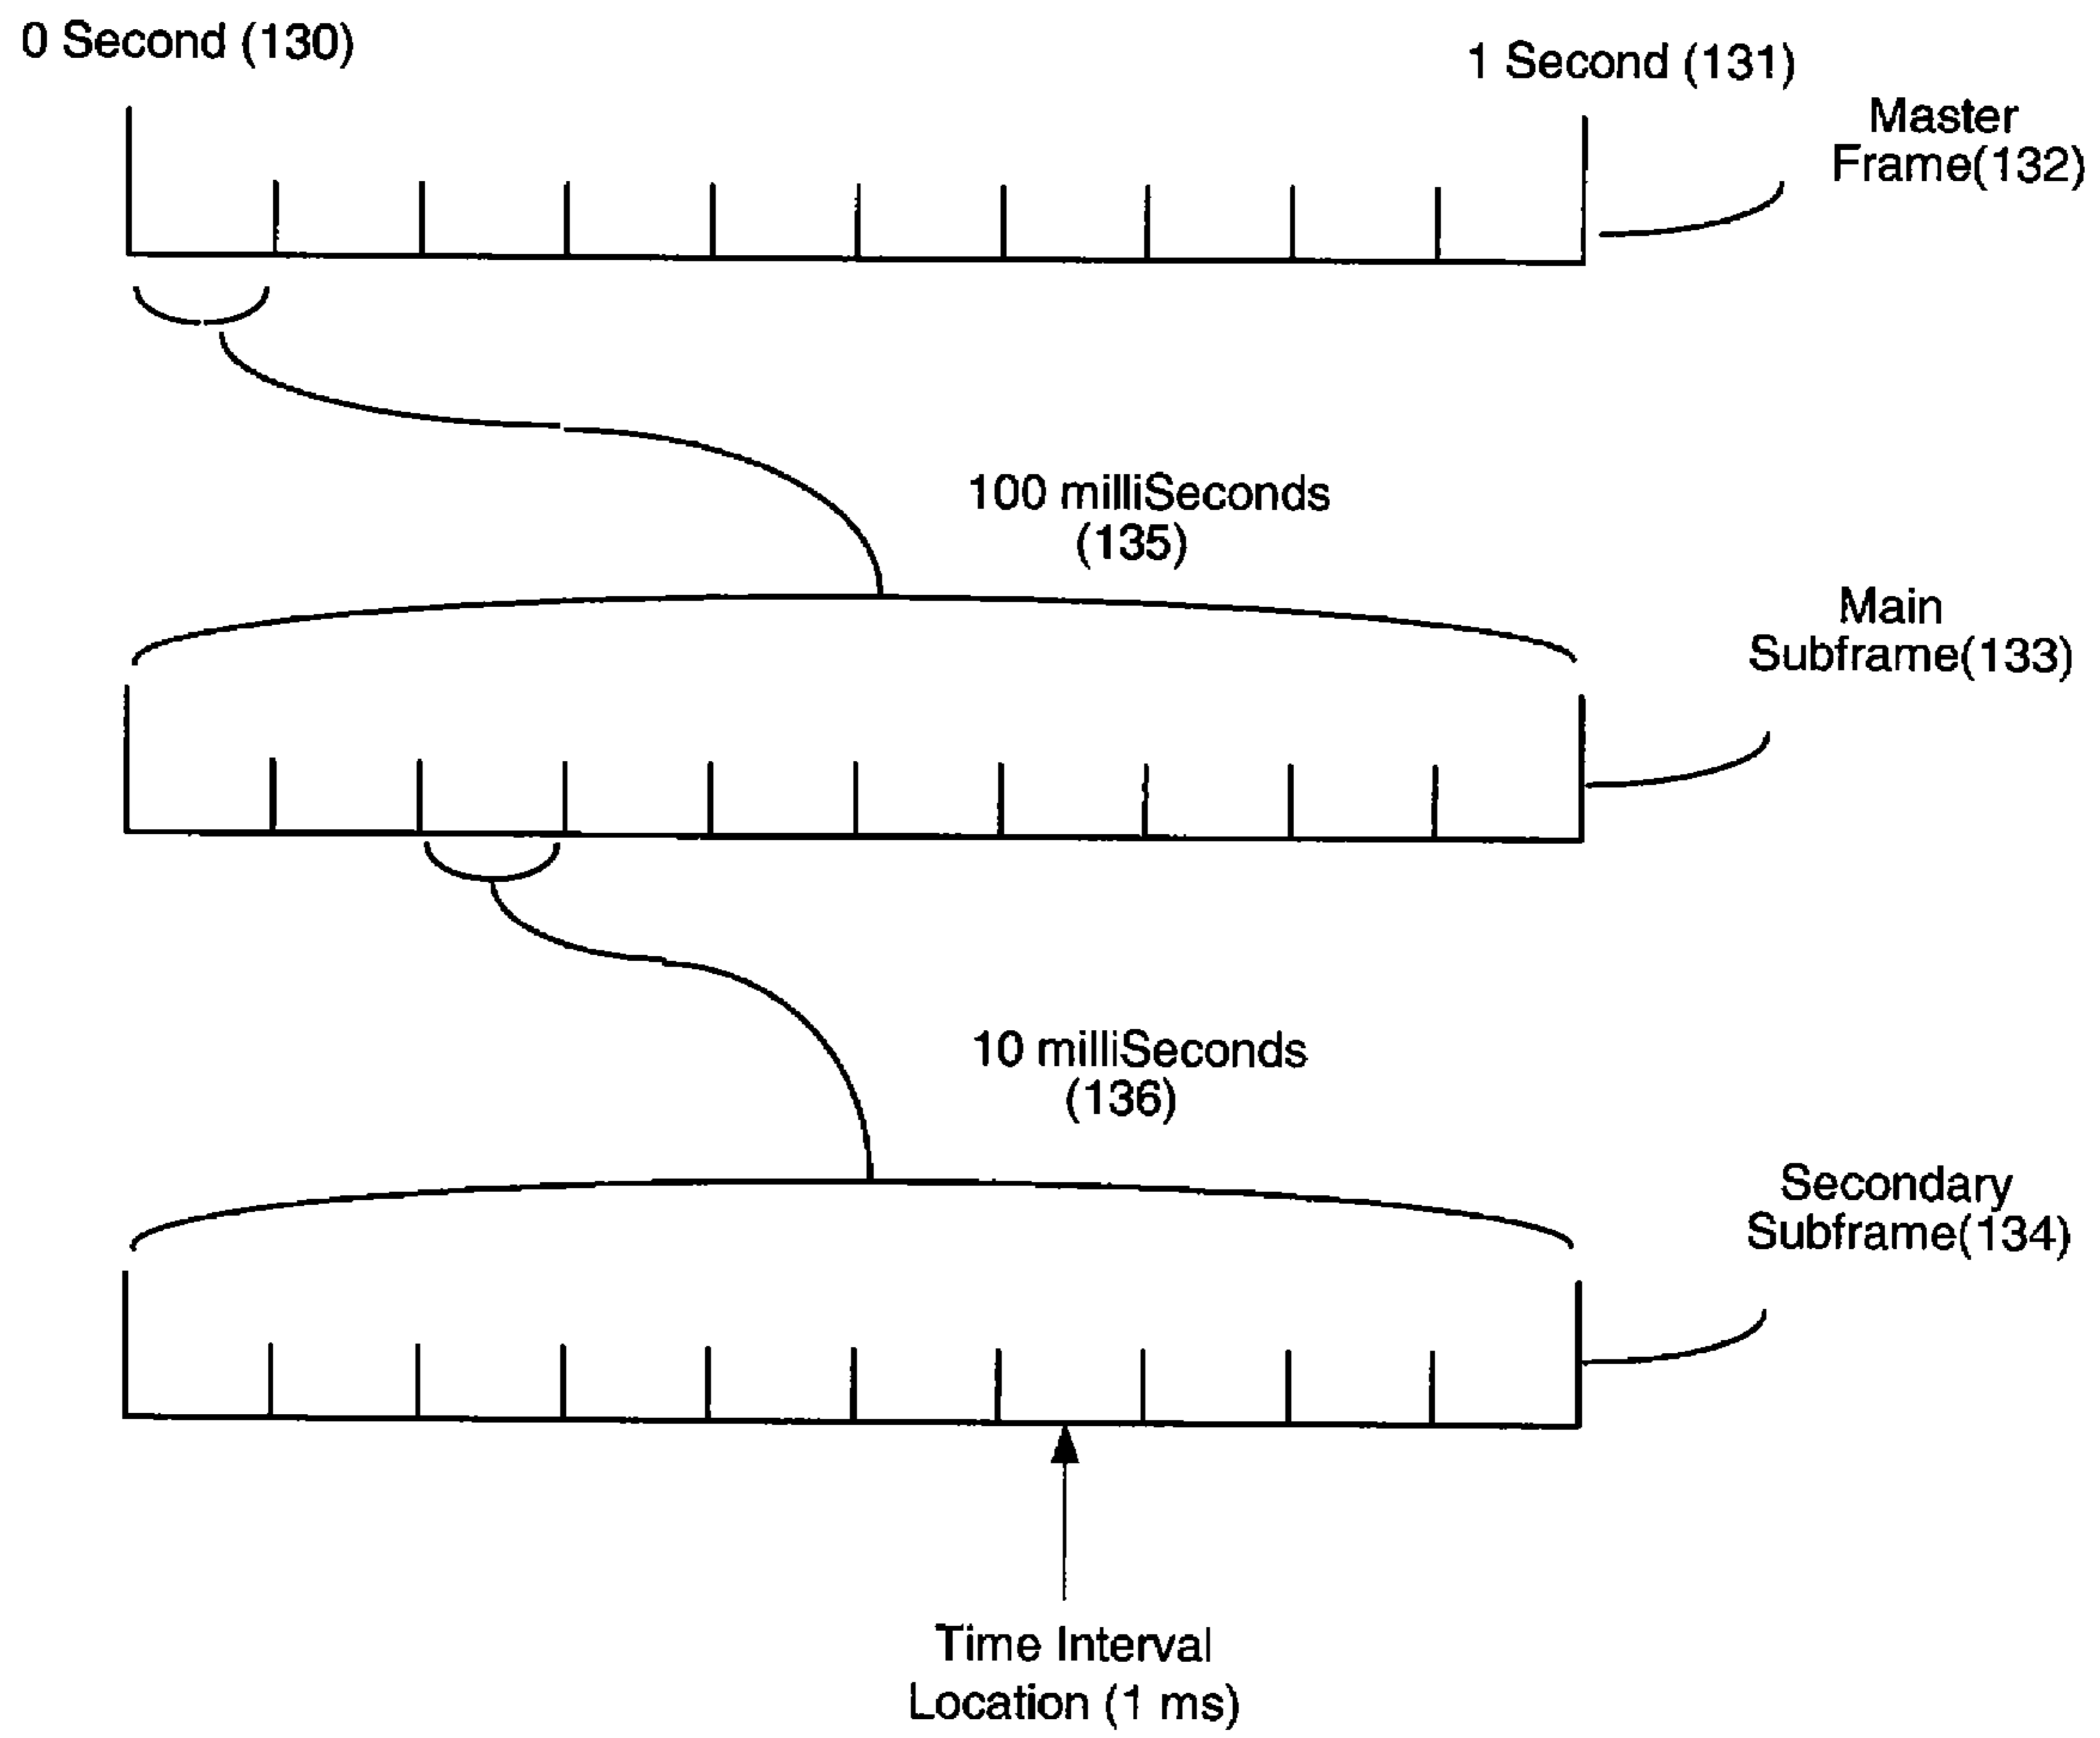 0 Second (130)
1 Second (131)
Master
Frame(132)
100 milliSeconds
(135)
Main
Subframe(133)
10 milliSeconds
(136)
Secondary
Subframe(134)
Time Interval
Location (1 ms)